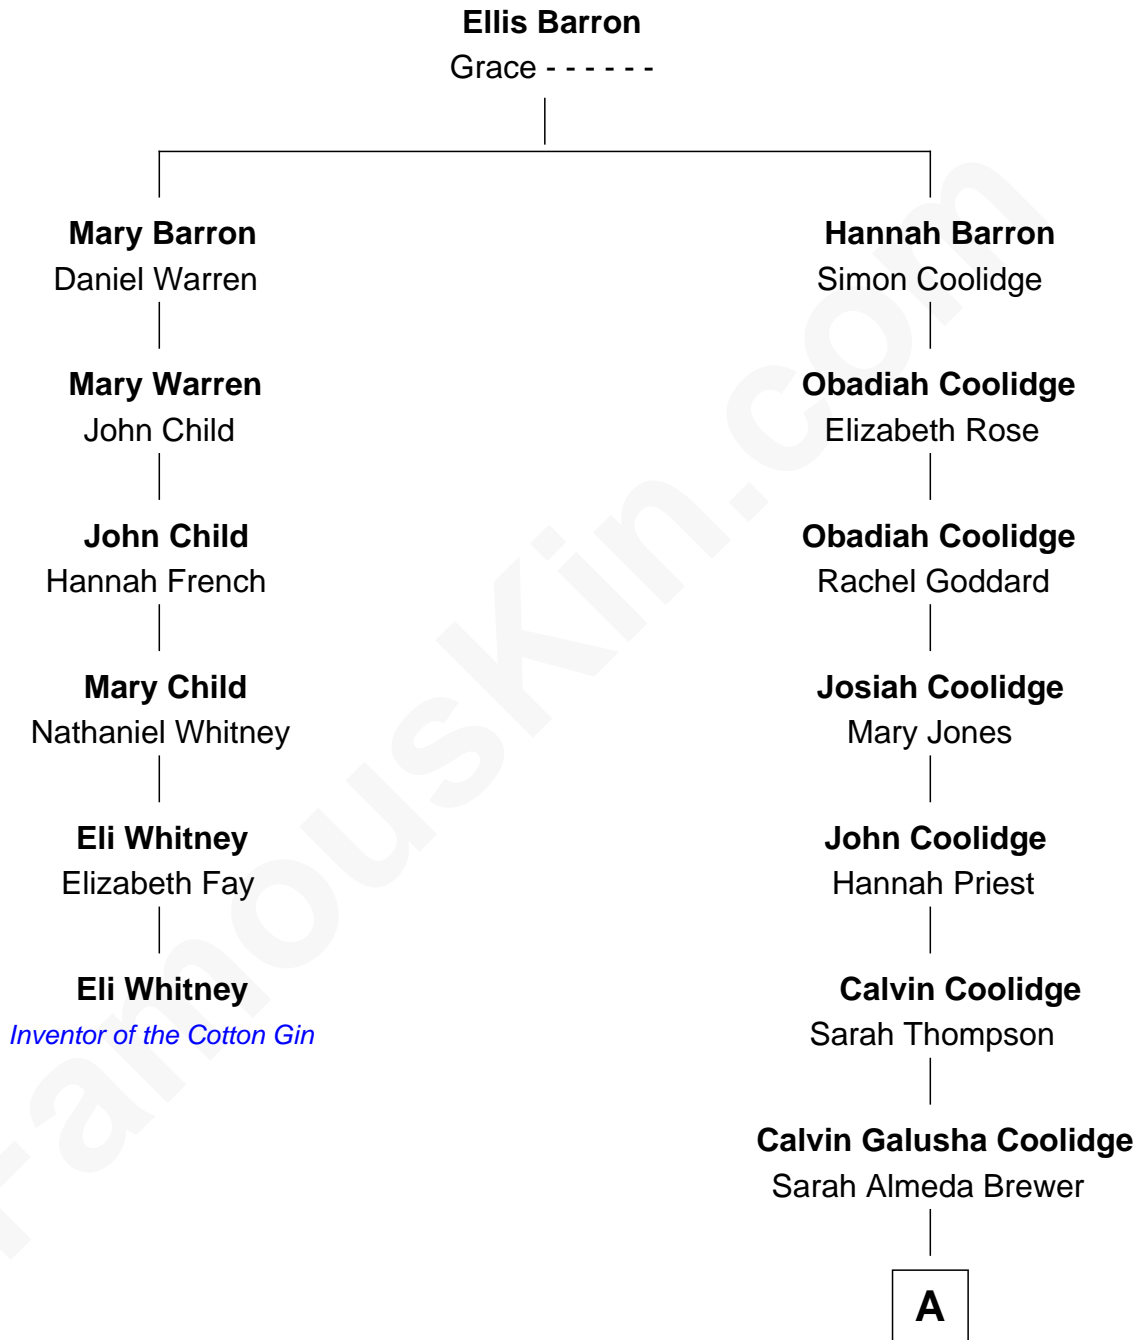 Ellis Barron
Grace - - - - - -
Mary Barron
Daniel Warren
Hannah Barron
Simon Coolidge
Mary Warren
John Child
Obadiah Coolidge
Elizabeth Rose
John Child
Hannah French
Obadiah Coolidge
Rachel Goddard
Mary Child
Nathaniel Whitney
Josiah Coolidge
Mary Jones
Eli Whitney
Elizabeth Fay
John Coolidge
Hannah Priest
Eli Whitney
Inventor of the Cotton Gin
Calvin Coolidge
Sarah Thompson
Calvin Galusha Coolidge
Sarah Almeda Brewer
A
FamousKin.com